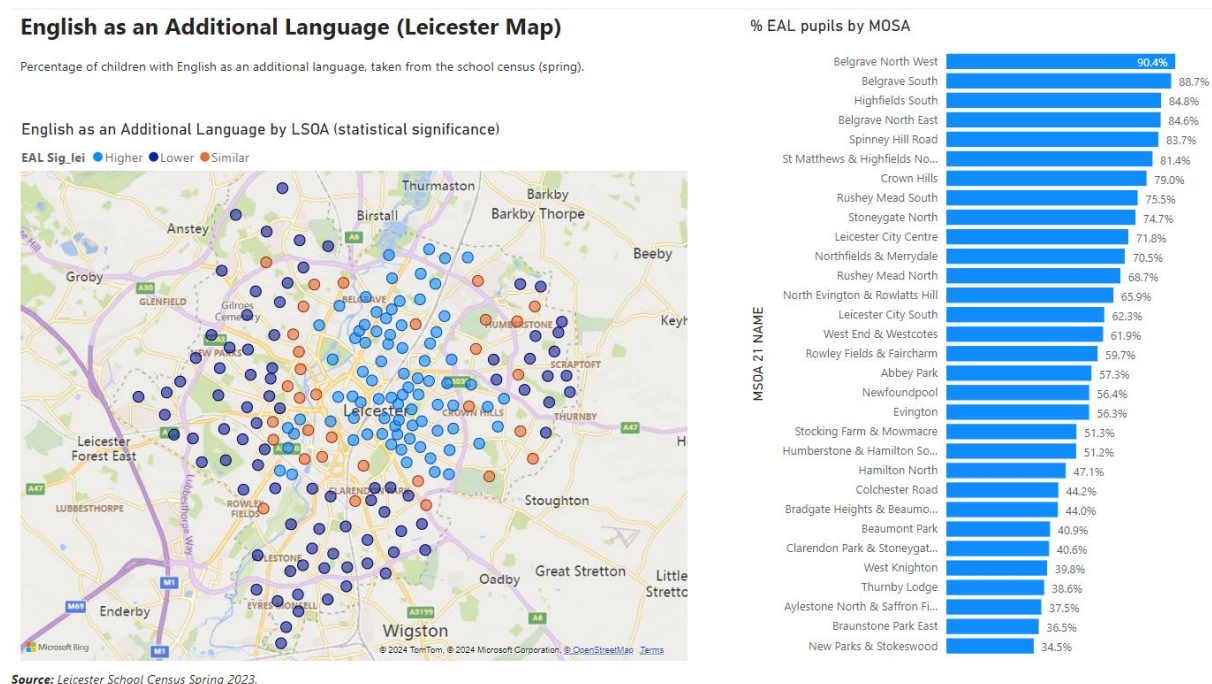 English as an Additional Language (Leicester Map)
Percentage of children with English as an additional language, taken from the school census (spring).
English as an Additional Language by LSOA (statistical significance)
EAL Sig_lei Higher Lower Similar
Thurmaston
Barkby
Barkby Thorpe
Birstall
Anstey
A6
Beeby
Groby
A50
GLENFIELD
BELGRAVE
Gilroes
Cemetery
HUMBERSTONE
NEW PARKS
SCRAPTOFT
Leicester
CROWN HILLS
THURNBY
A47
Leicester
Forest East
A47
LUBBESTHORPE
Lubbesthorpe Way
ROWLEY
FIELDS
CLARENDON PARK
Stoughton
AYLESTONE
Oadby
Great Stretton
Little
M1
M69
Enderby
EYRES MONSELL
A5199
A6
Wigston
M1
Microsoft Bing
© 2024 TomTom, © 2024 Microsoft Corporation, © OpenStreetMap Terms
Source: Leicester School Census Spring 2023.
% EAL pupils by MOSA
MSOA 21 NAME
Belgrave North West 90.4%
Belgrave South 88.7%
Highfields South 84.8%
Belgrave North East 84.6%
Spinney Hill Road 83.7%
St Matthews & Highfields No... 81.4%
Crown Hills 79.0%
Rushey Mead South 75.5%
Stoneygate North 74.7%
Leicester City Centre 71.8%
Northfields & Merrydale 70.5%
Rushey Mead North 68.7%
North Evington & Rowlatts Hill 65.9%
Leicester City South 62.3%
West End & Westcotes 61.9%
Rowley Fields & Faircharm 59.7%
Abbey Park 57.3%
Newfoundpool 56.4%
Evington 56.3%
Stocking Farm & Mowmacre 51.3%
Humberstone & Hamilton So... 51.2%
Hamilton North 47.1%
Colchester Road 44.2%
Bradgate Heights & Beaumo... 44.0%
Beaumont Park 40.9%
Clarendon Park & Stoneygat... 40.6%
West Knighton 39.8%
Thurnby Lodge 38.6%
Aylestone North & Saffron Fi... 37.5%
Braunstone Park East 36.5%
New Parks & Stokeswood 34.5%